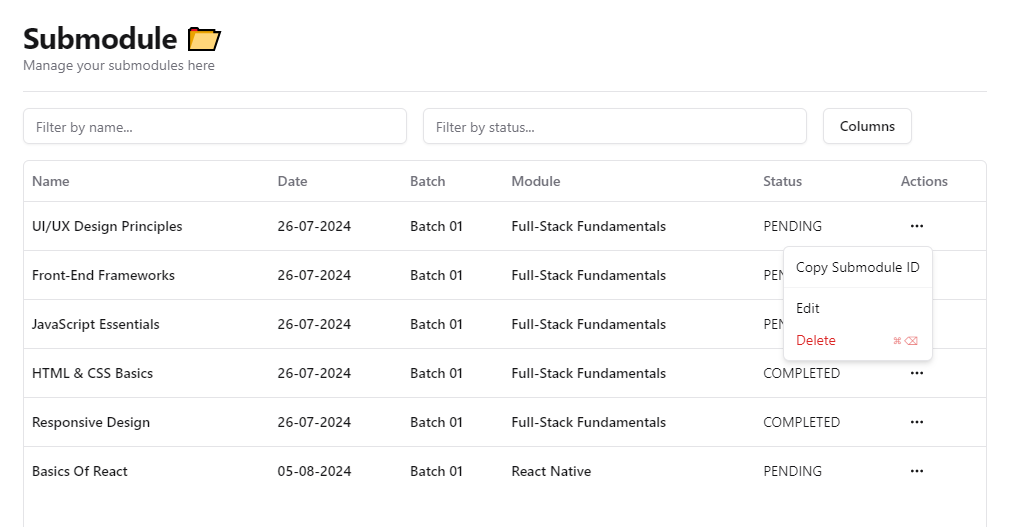 Submodule
Manage your submodules here
Filter by name...
Filter by status...
Columns
Name Date Batch Module Status Actions
UI/UX Design Principles 26-07-2024 Batch 01 Full-Stack Fundamentals PENDING
Copy Submodule ID
Front-End Frameworks 26-07-2024 Batch 01 Full-Stack Fundamentals PEN
Edit
JavaScript Essentials 26-07-2024 Batch 01 Full-Stack Fundamentals PEN
Delete ⌘⌫
HTML & CSS Basics 26-07-2024 Batch 01 Full-Stack Fundamentals COMPLETED
Responsive Design 26-07-2024 Batch 01 Full-Stack Fundamentals COMPLETED
Basics Of React 05-08-2024 Batch 01 React Native PENDING